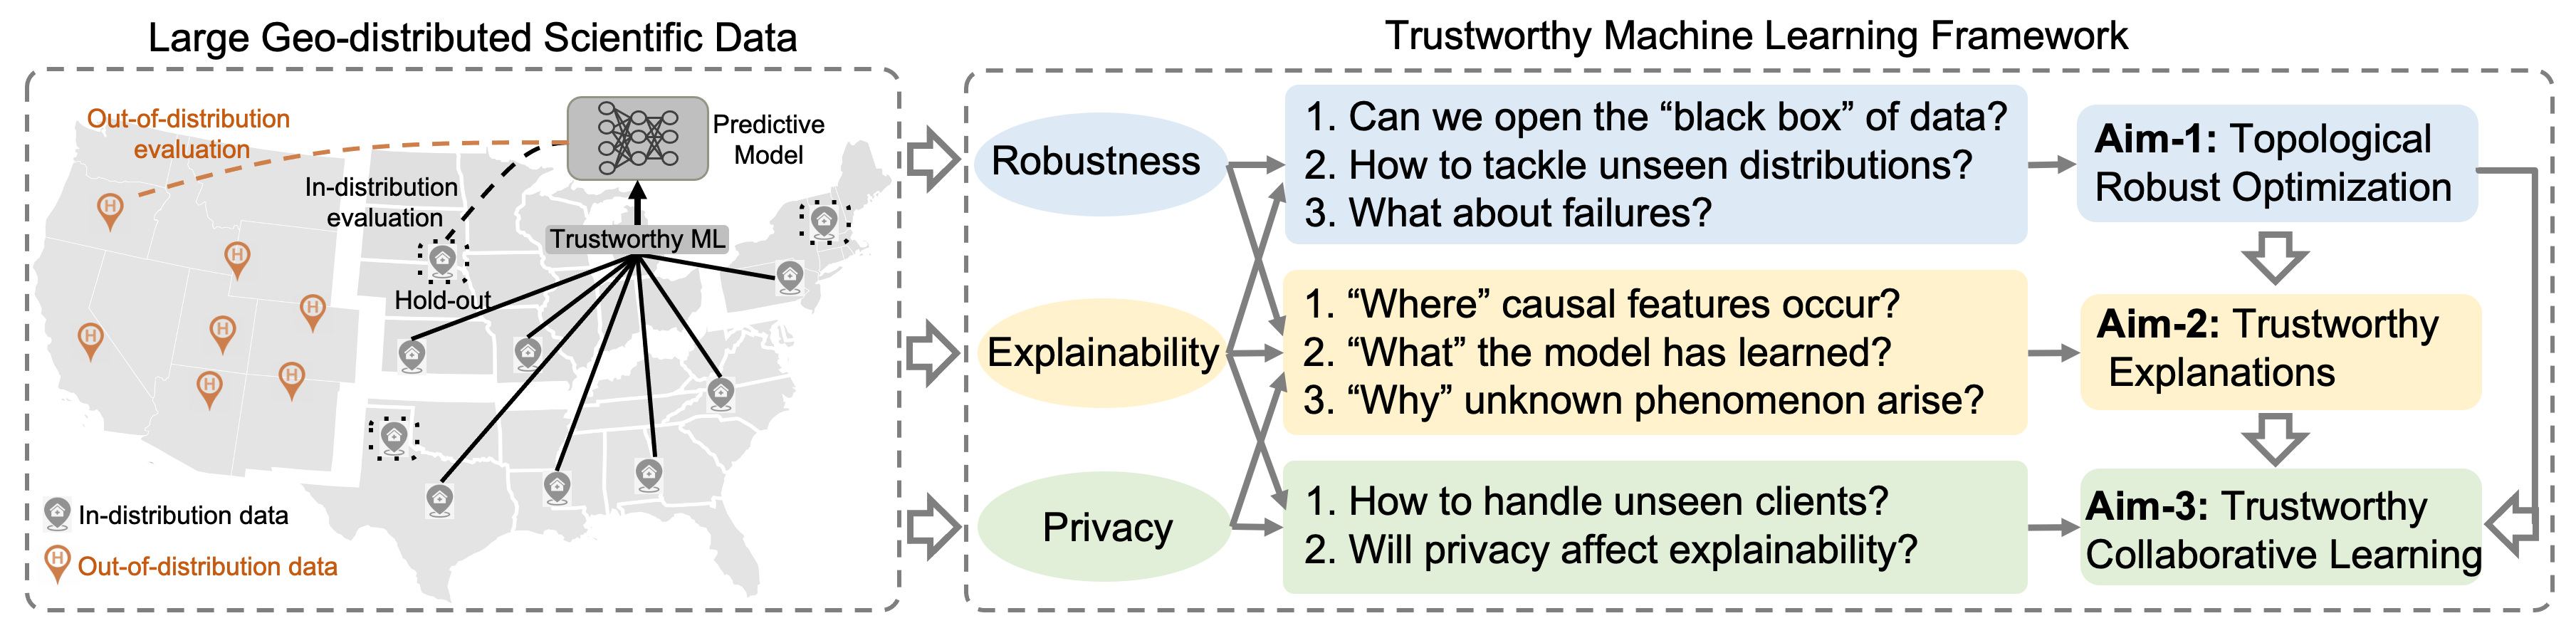 Large Geo-distributed Scientific Data
Out-of-distribution
evaluation
Predictive
Model
In-distribution
evaluation
Trustworthy ML
Hold-out
H
H
H
H
H
H
H
In-distribution data
H
Out-of-distribution data
Trustworthy Machine Learning Framework
Robustness
Explainability
Privacy
1. Can we open the “black box” of data?
2. How to tackle unseen distributions?
3. What about failures?
1. “Where” causal features occur?
2. “What” the model has learned?
3. “Why” unknown phenomenon arise?
1. How to handle unseen clients?
2. Will privacy affect explainability?
Aim-1: Topological
Robust Optimization
Aim-2: Trustworthy
Explanations
Aim-3: Trustworthy
Collaborative Learning